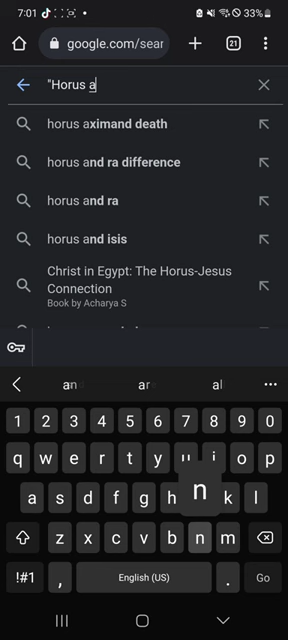 7:01 33%
google.com/sear 21
"Horus a
horus aximand death
horus and ra difference
horus and ra
horus and isis
Christ in Egypt: The Horus-Jesus
Connection
Book by Acharya S
an ar al
1 2 3 4 5 6 7 8 9 0
q w e r t y u i o p
a s d f g h n k l
z x c v b n m
!#1 , English (US) . Go